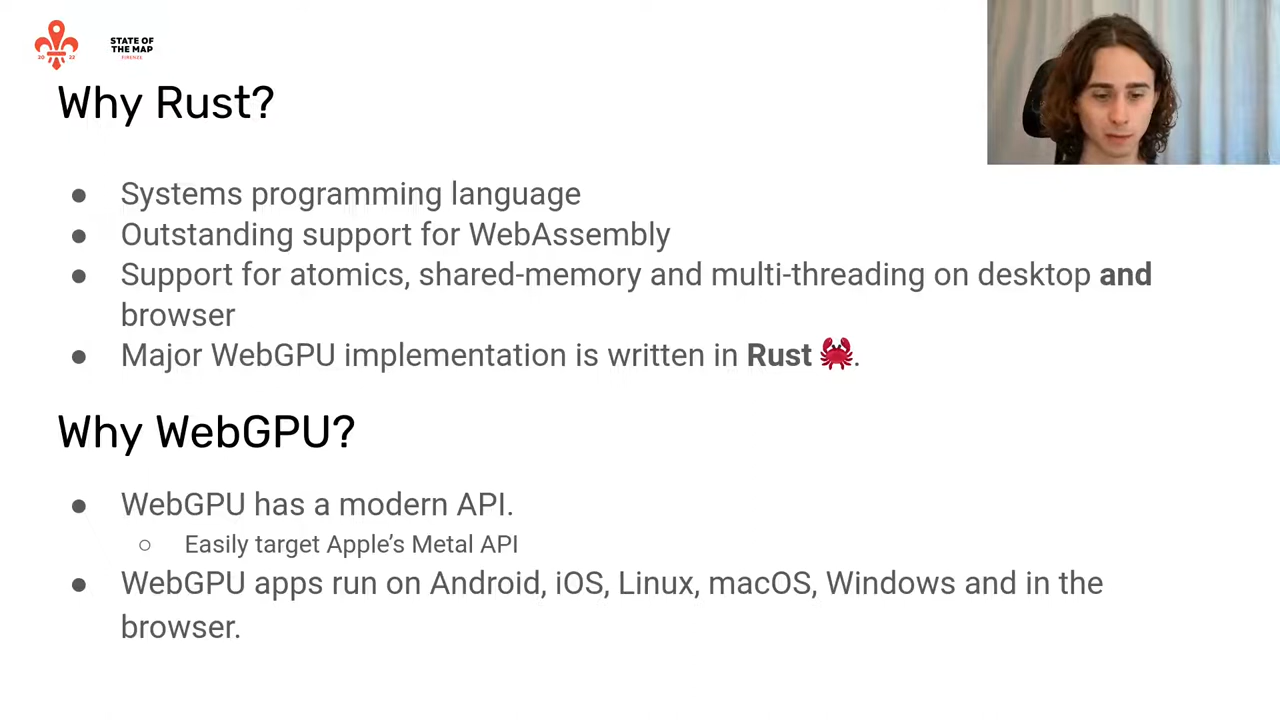 20 22
STATE OF
THE MAP
FIRENZE
Why Rust?
● Systems programming language
● Outstanding support for WebAssembly
● Support for atomics, shared-memory and multi-threading on desktop and
browser
● Major WebGPU implementation is written in Rust 🦀.
Why WebGPU?
● WebGPU has a modern API.
○ Easily target Apple’s Metal API
● WebGPU apps run on Android, iOS, Linux, macOS, Windows and in the
browser.